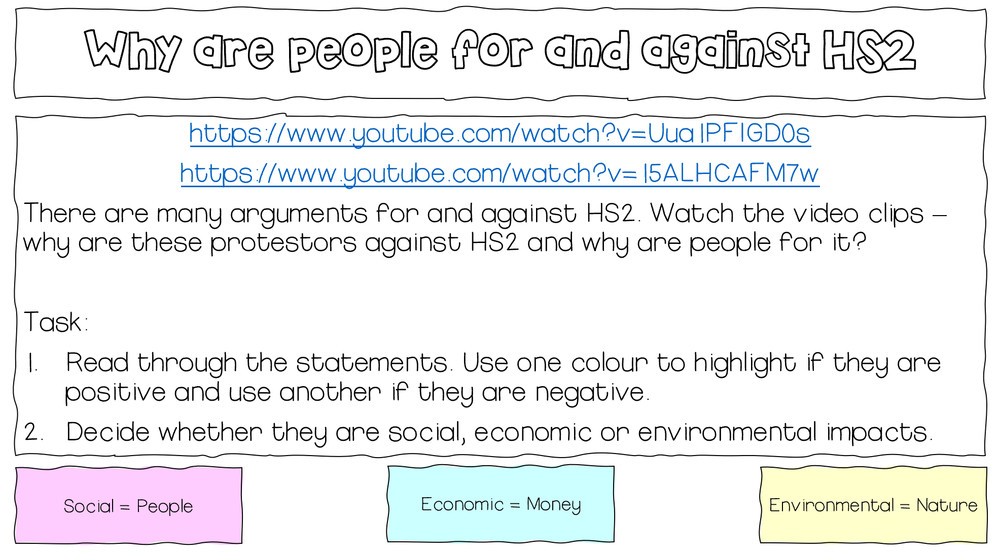 Why are people for and against HS2
https://www.youtube.com/watch?v=Uua1PF1GD0s
https://www.youtube.com/watch?v=15ALHCAFM7w
There are many arguments for and against HS2. Watch the video clips –
why are these protestors against HS2 and why are people for it?
Task:
1. Read through the statements. Use one colour to highlight if they are
positive and use another if they are negative.
2. Decide whether they are social, economic or environmental impacts.
Social = People
Economic = Money
Environmental = Nature